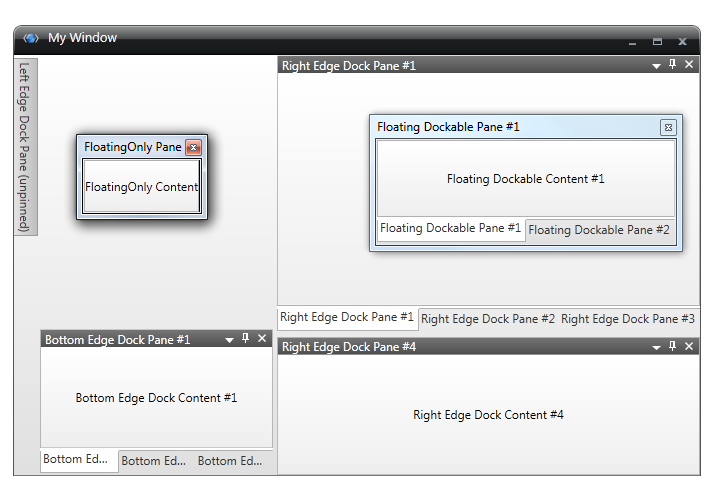 My Window
Left Edge Dock Pane (unpinned)
Right Edge Dock Pane #1
FloatingOnly Pane
FloatingOnly Content
Floating Dockable Pane #1
Floating Dockable Content #1
Floating Dockable Pane #1 Floating Dockable Pane #2
Right Edge Dock Pane #1 Right Edge Dock Pane #2 Right Edge Dock Pane #3
Bottom Edge Dock Pane #1
Bottom Edge Dock Content #1
Bottom Ed... Bottom Ed... Bottom Ed...
Right Edge Dock Pane #4
Right Edge Dock Content #4